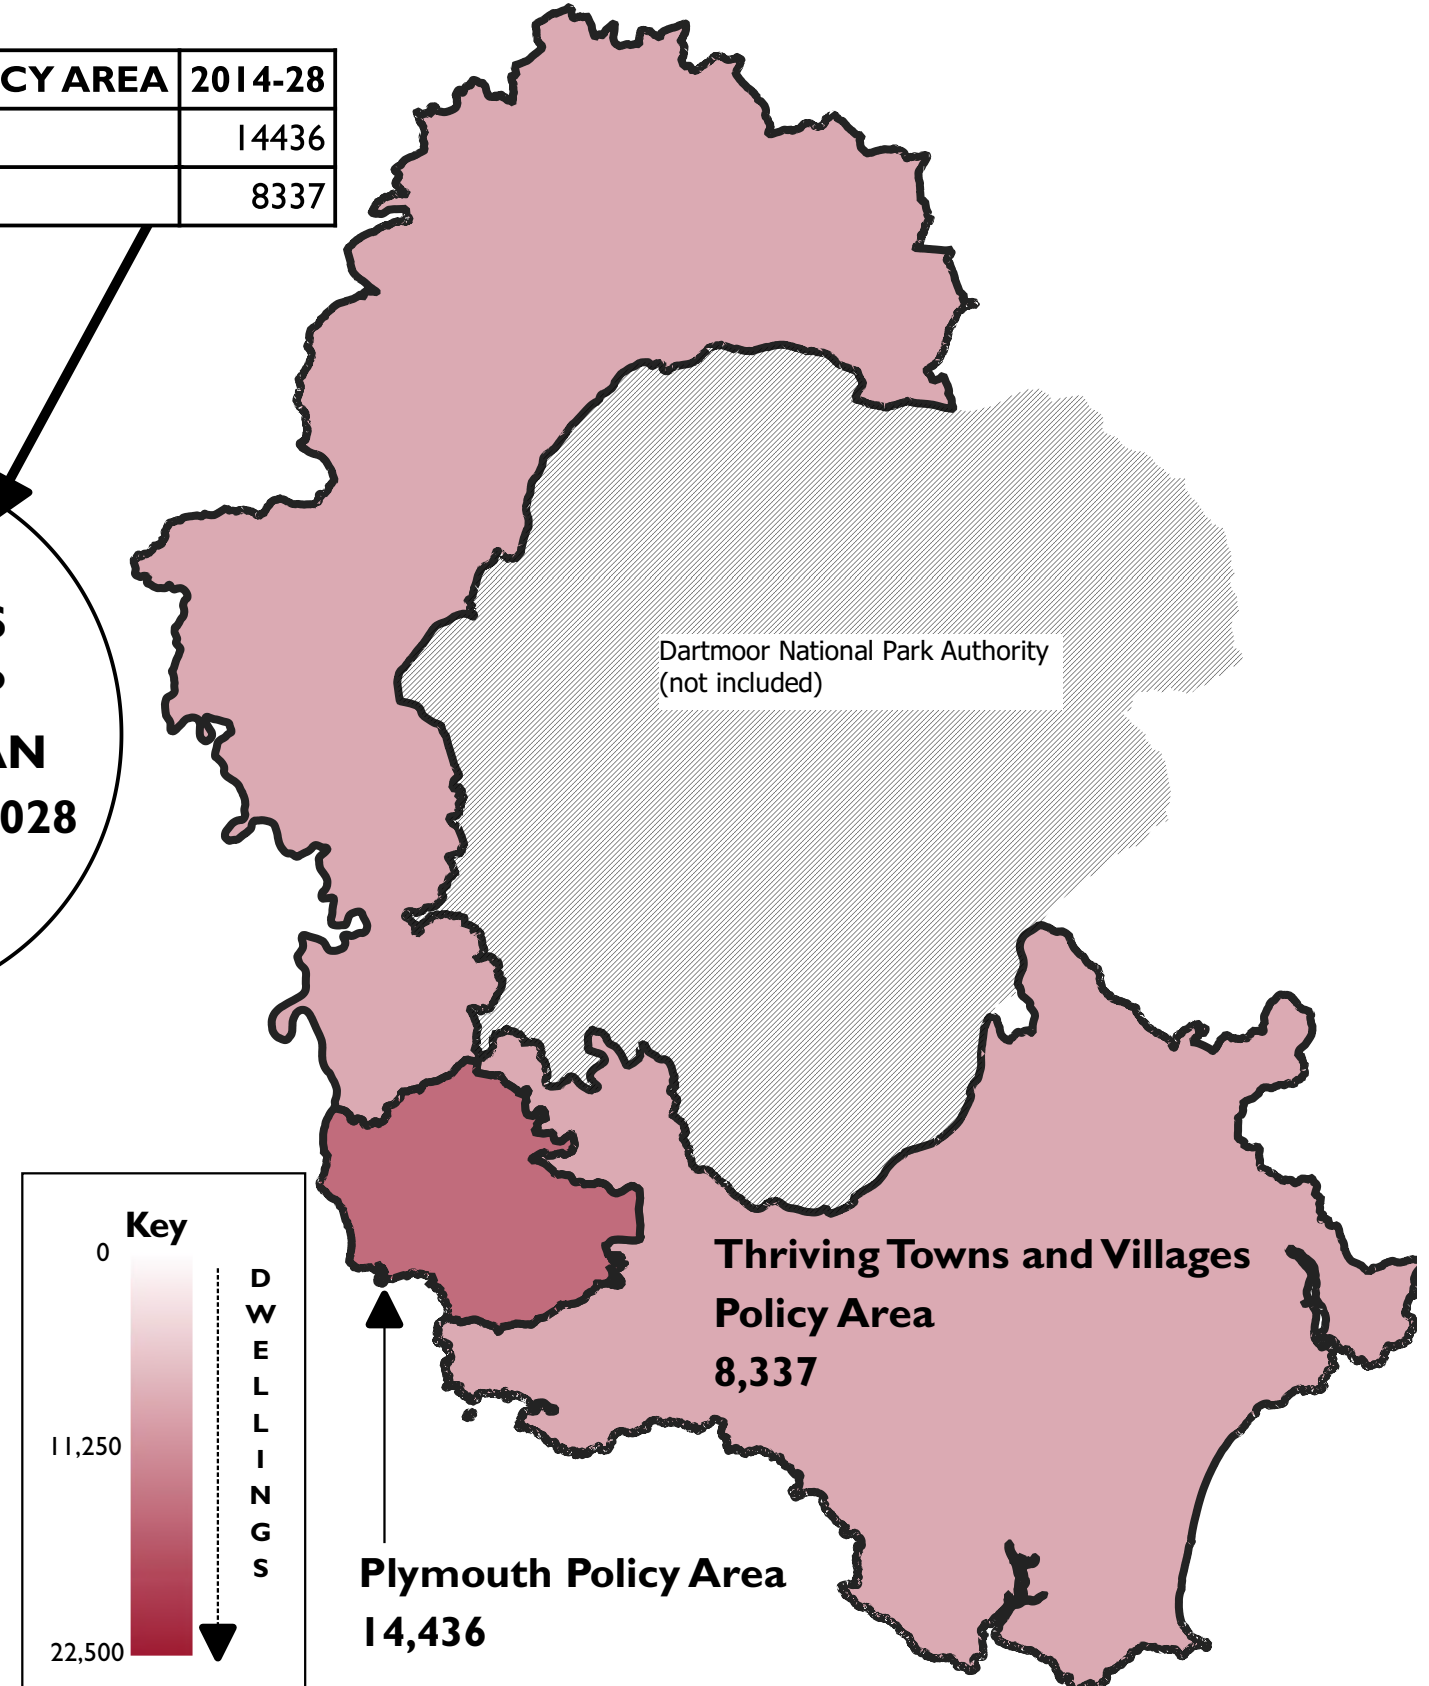 CY AREA 2014-28
14436
8337
AN
028
Dartmoor National Park Authority
(not included)
Thriving Towns and Villages
Policy Area
8,337
Key
0
11,250
22,500
D
W
E
L
L
I
N
G
S
Plymouth Policy Area
14,436